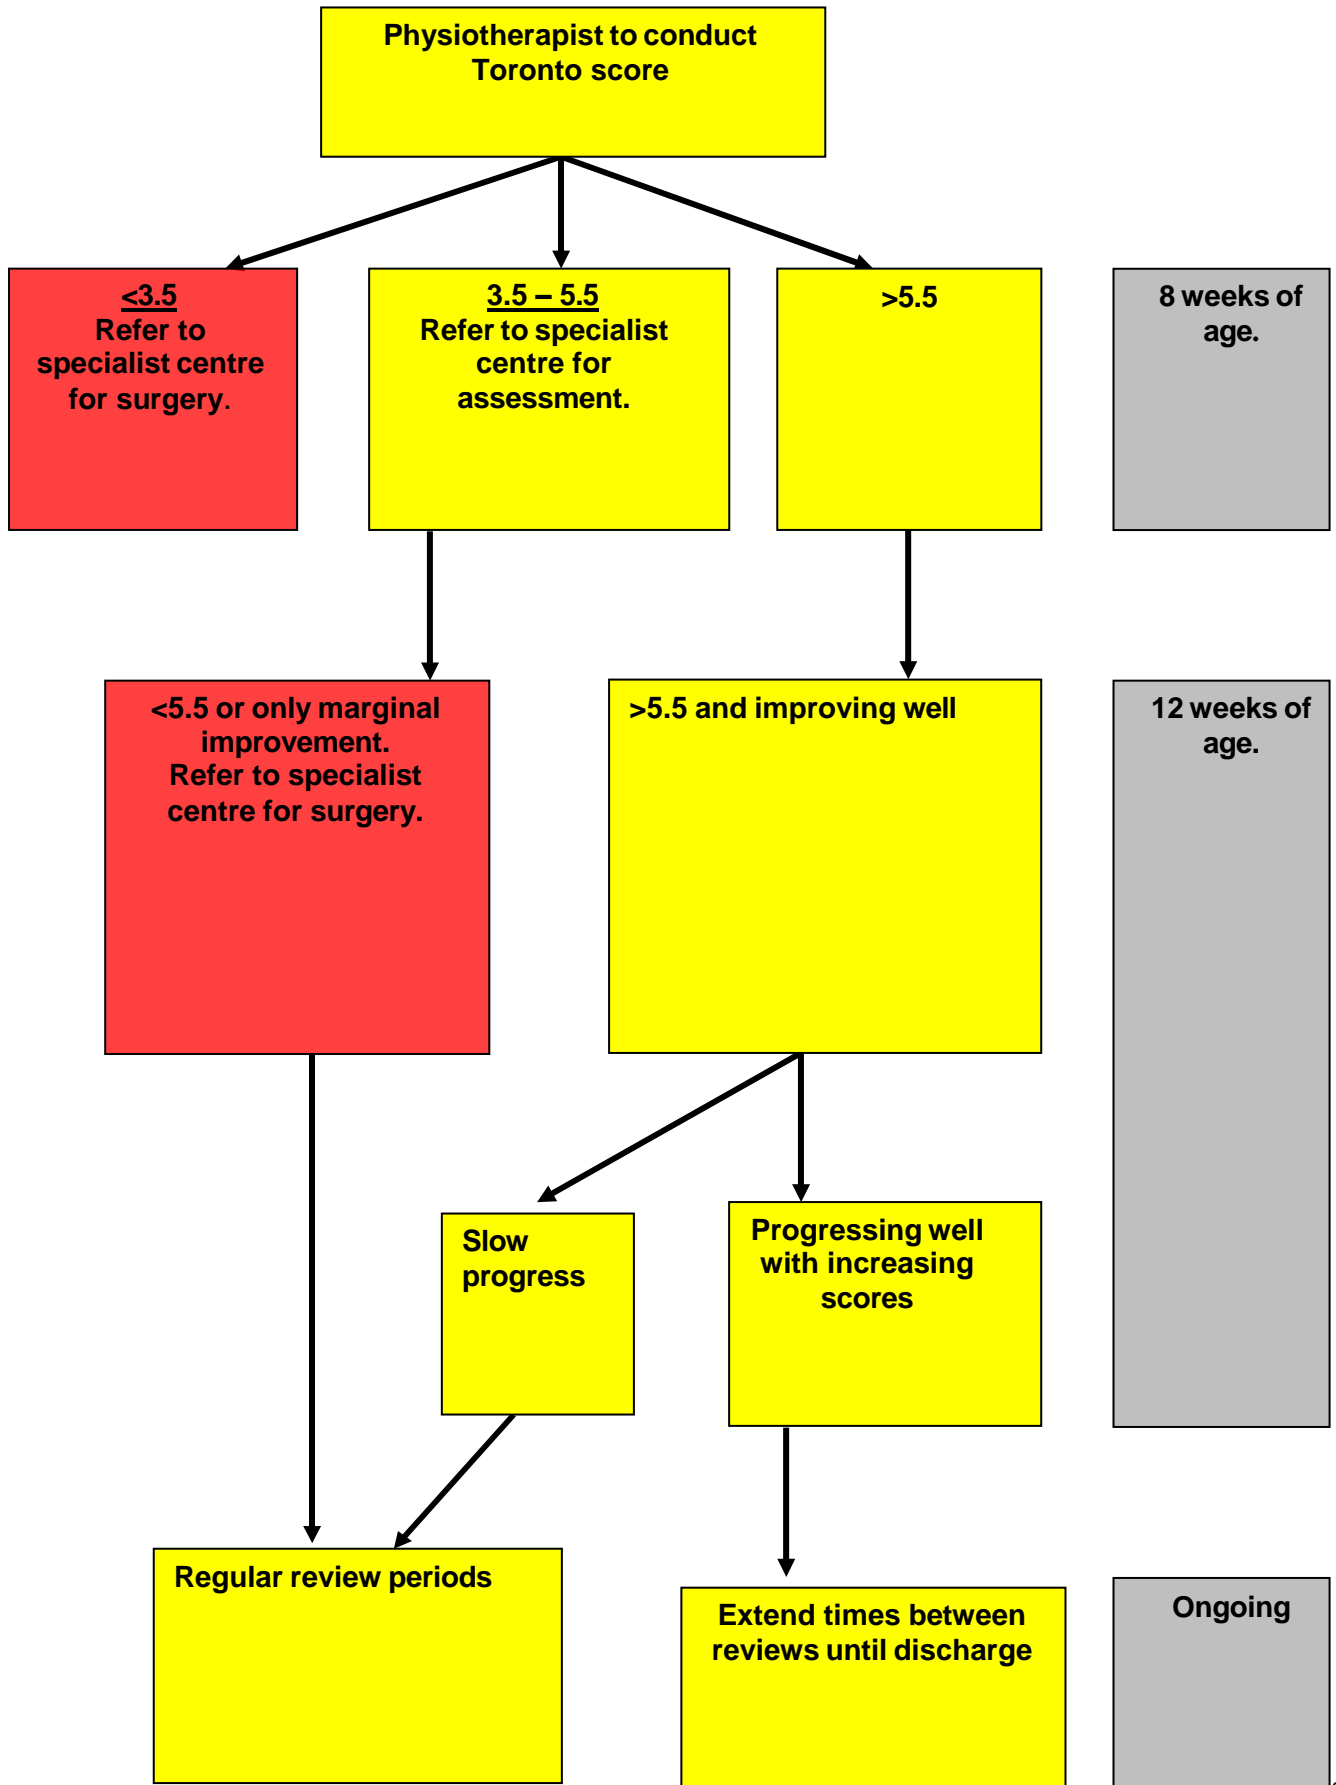 Physiotherapist to conduct
Toronto score
<3.5
Refer to
specialist centre
for surgery.
3.5 – 5.5
Refer to specialist
centre for
assessment.
>5.5
8 weeks of
age.
<5.5 or only marginal
improvement.
Refer to specialist
centre for surgery.
>5.5 and improving well
12 weeks of
age.
Slow
progress
Progressing well
with increasing
scores
Regular review periods
Extend times between
reviews until discharge
Ongoing